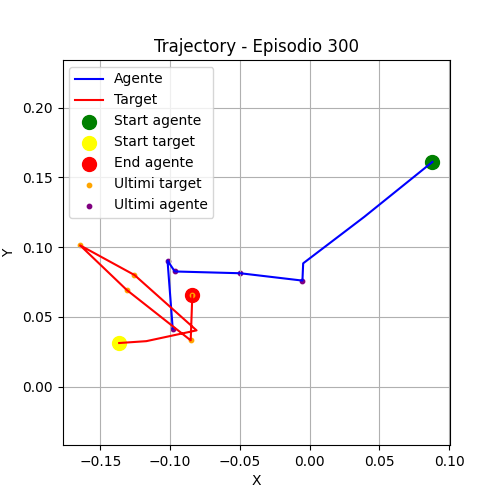 Trajectory - Episodio 300
Agente
Target
Start agente
Start target
End agente
Ultimi target
Ultimi agente
0.20
0.15
0.10
0.05
0.00
Y
−0.15
−0.10
−0.05
0.00
0.05
0.10
X